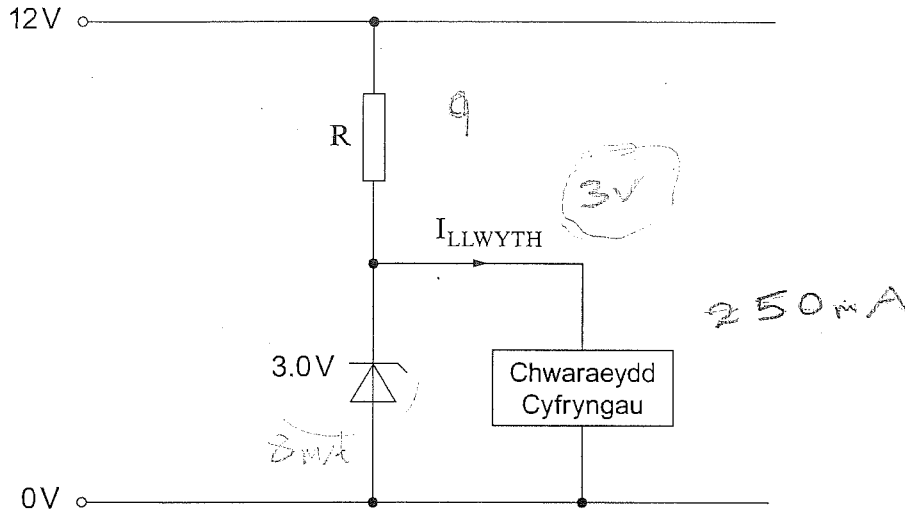 12V
9
R
3V
I_LLWYTH
250mA
3.0V
Chwaraeydd
Cyfryngau
8mA
0V